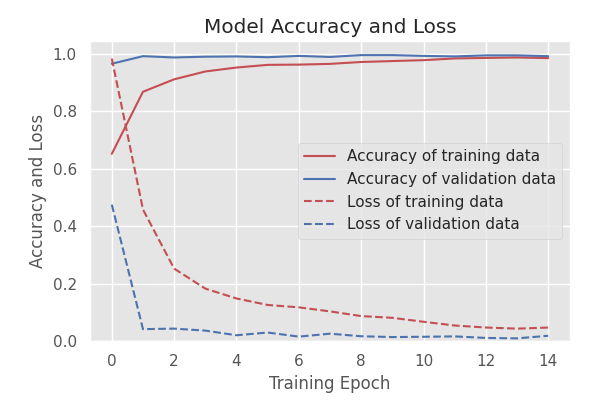 Model Accuracy and Loss
1.0
0.8
0.6
0.4
0.2
0.0
Accuracy and Loss
Accuracy of training data
Accuracy of validation data
Loss of training data
Loss of validation data
0 2 4 6 8 10 12 14
Training Epoch